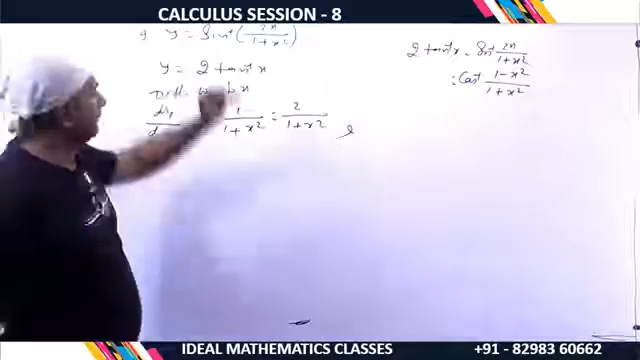 CALCULUS SESSION - 8
9 y = Sin⁻¹(2x/1+x²)
y = 2 tan⁻¹x
2 tan⁻¹x = Sin⁻¹ 2x/1+x²
= Cos⁻¹ 1-x²/1+x²
Diff. w x
dy 1/1+x² = 2/1+x²
IDEAL MATHEMATICS CLASSES +91 - 82983 60662